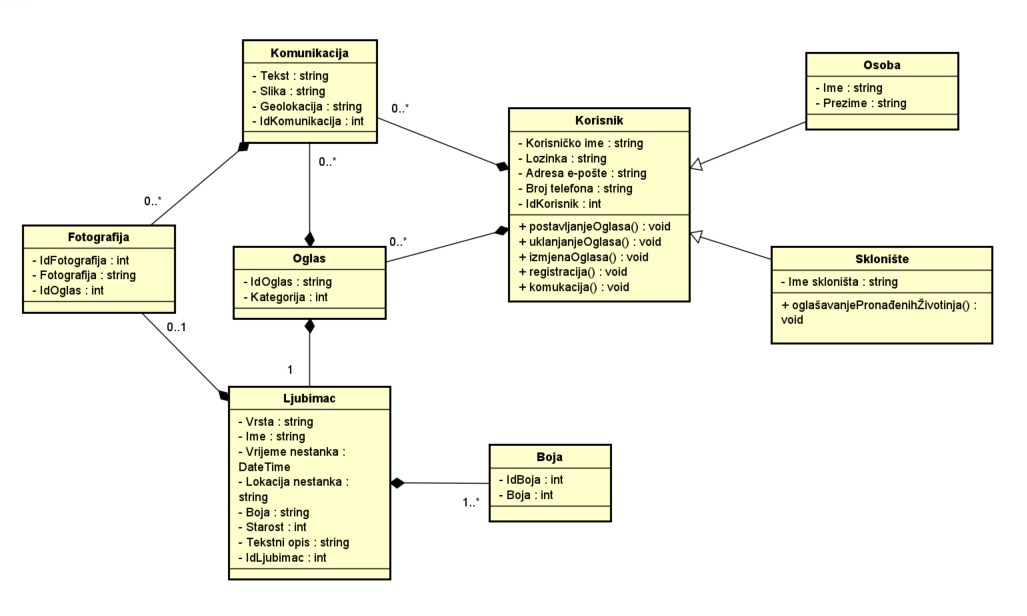 Komunikacija
- Tekst : string
- Slika : string
- Geolokacija : string
- IdKomunikacija : int
0..*
0..*
0..*
Osoba
- Ime : string
- Prezime : string
Korisnik
- Korisničko ime : string
- Lozinka : string
- Adresa e-pošte : string
- Broj telefona : string
- IdKorisnik : int
+ postavljanjeOglasa() : void
+ uklanjanjeOglasa() : void
+ izmjenaOglasa() : void
+ registracija() : void
+ komukacija() : void
Fotografija
- IdFotografija : int
- Fotografija : string
- IdOglas : int
0..1
Oglas
- IdOglas : string
- Kategorija : int
0..*
1
Sklonište
- Ime skloništa : string
+ oglašavanjePronađenihŽivotinja() :
void
Ljubimac
- Vrsta : string
- Ime : string
- Vrijeme nestanka :
DateTime
- Lokacija nestanka :
string
- Boja : string
- Starost : int
- Tekstni opis : string
- IdLjubimac : int
1..*
Boja
- IdBoja : int
- Boja : int